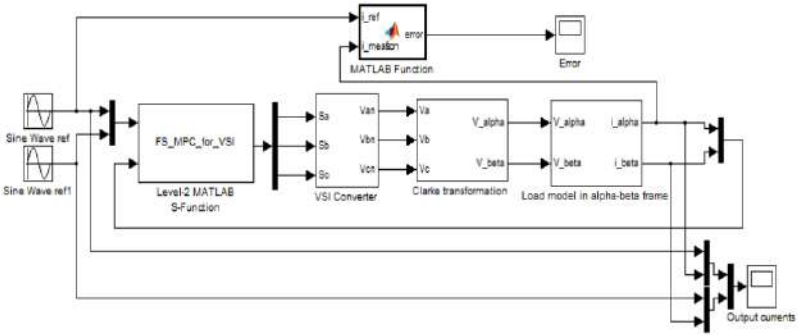 i_ref
i_meas
fcn
error
MATLAB Function
Error
Sine Wave ref
Sine Wave ref1
FS_MPC_for_VSI
Level-2 MATLAB
S-Function
Sa
Sb
Sc
Van
Vbn
Vcn
VSI Converter
Va
Vb
Vc
V_alpha
V_beta
Clarke transformation
V_alpha
V_beta
i_alpha
i_beta
Load model in alpha-beta frame
Output currents